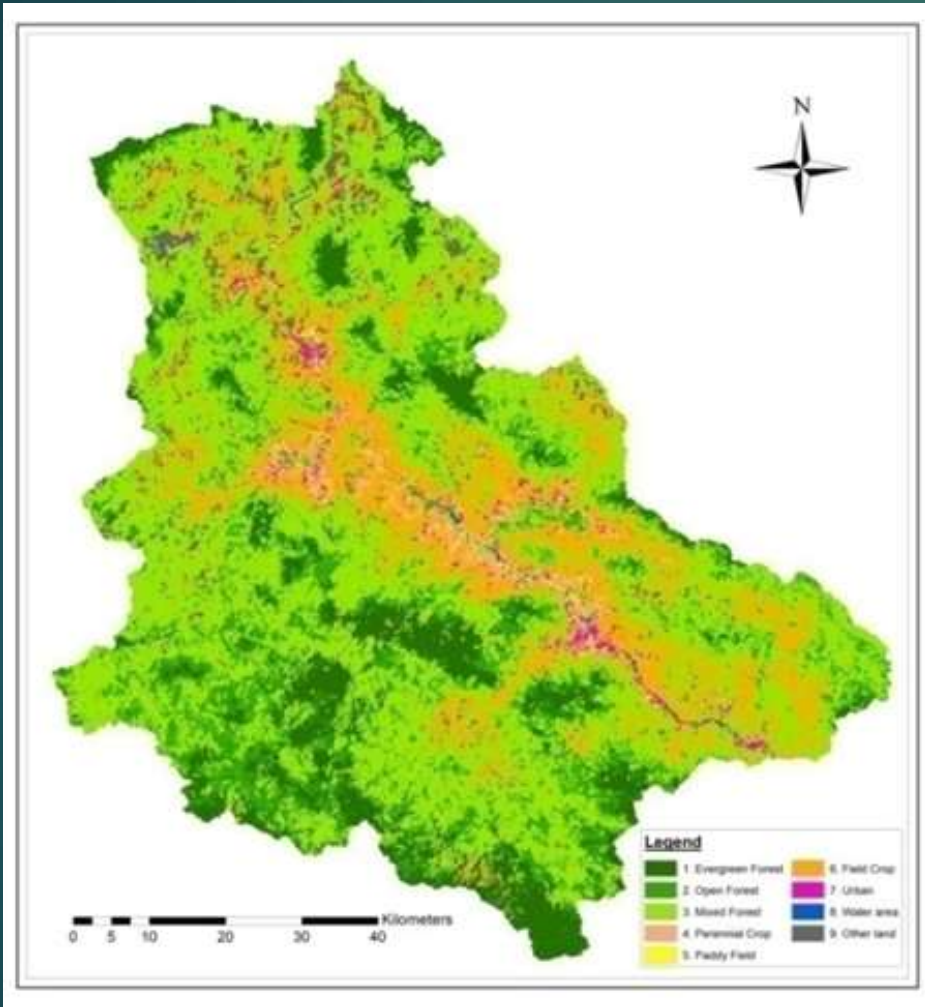 N
Legend
1. Evergreen Forest
2. Open Forest
3. Mixed Forest
4. Perennial Crop
5. Paddy Field
6. Field Crop
7. Urban
8. Water area
9. Other land
Kilometers
0 5 10 20 30 40